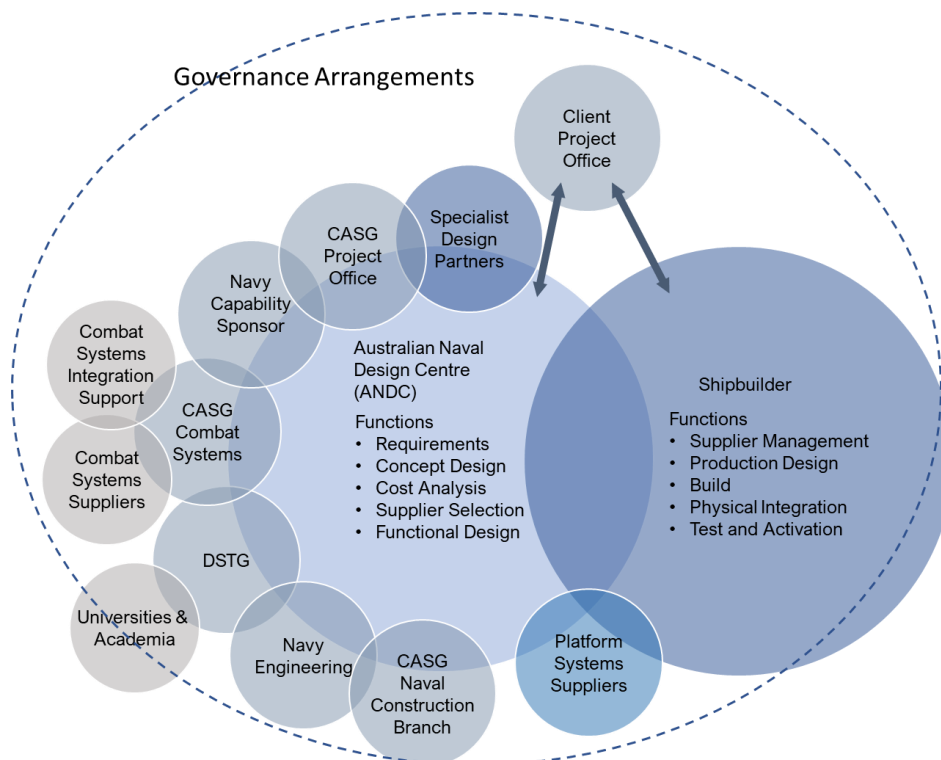 Governance Arrangements
Client
Project
Office
Specialist
Design
Partners
CASG
Project
Office
Navy
Capability
Sponsor
Combat
Systems
Integration
Support
CASG
Combat
Systems
Combat
Systems
Suppliers
DSTG
Universities &
Academia
Navy
Engineering
CASG
Naval
Construction
Branch
Platform
Systems
Suppliers
Australian Naval
Design Centre
(ANDC)
Functions
• Requirements
• Concept Design
• Cost Analysis
• Supplier Selection
• Functional Design
Shipbuilder
Functions
• Supplier Management
• Production Design
• Build
• Physical Integration
• Test and Activation